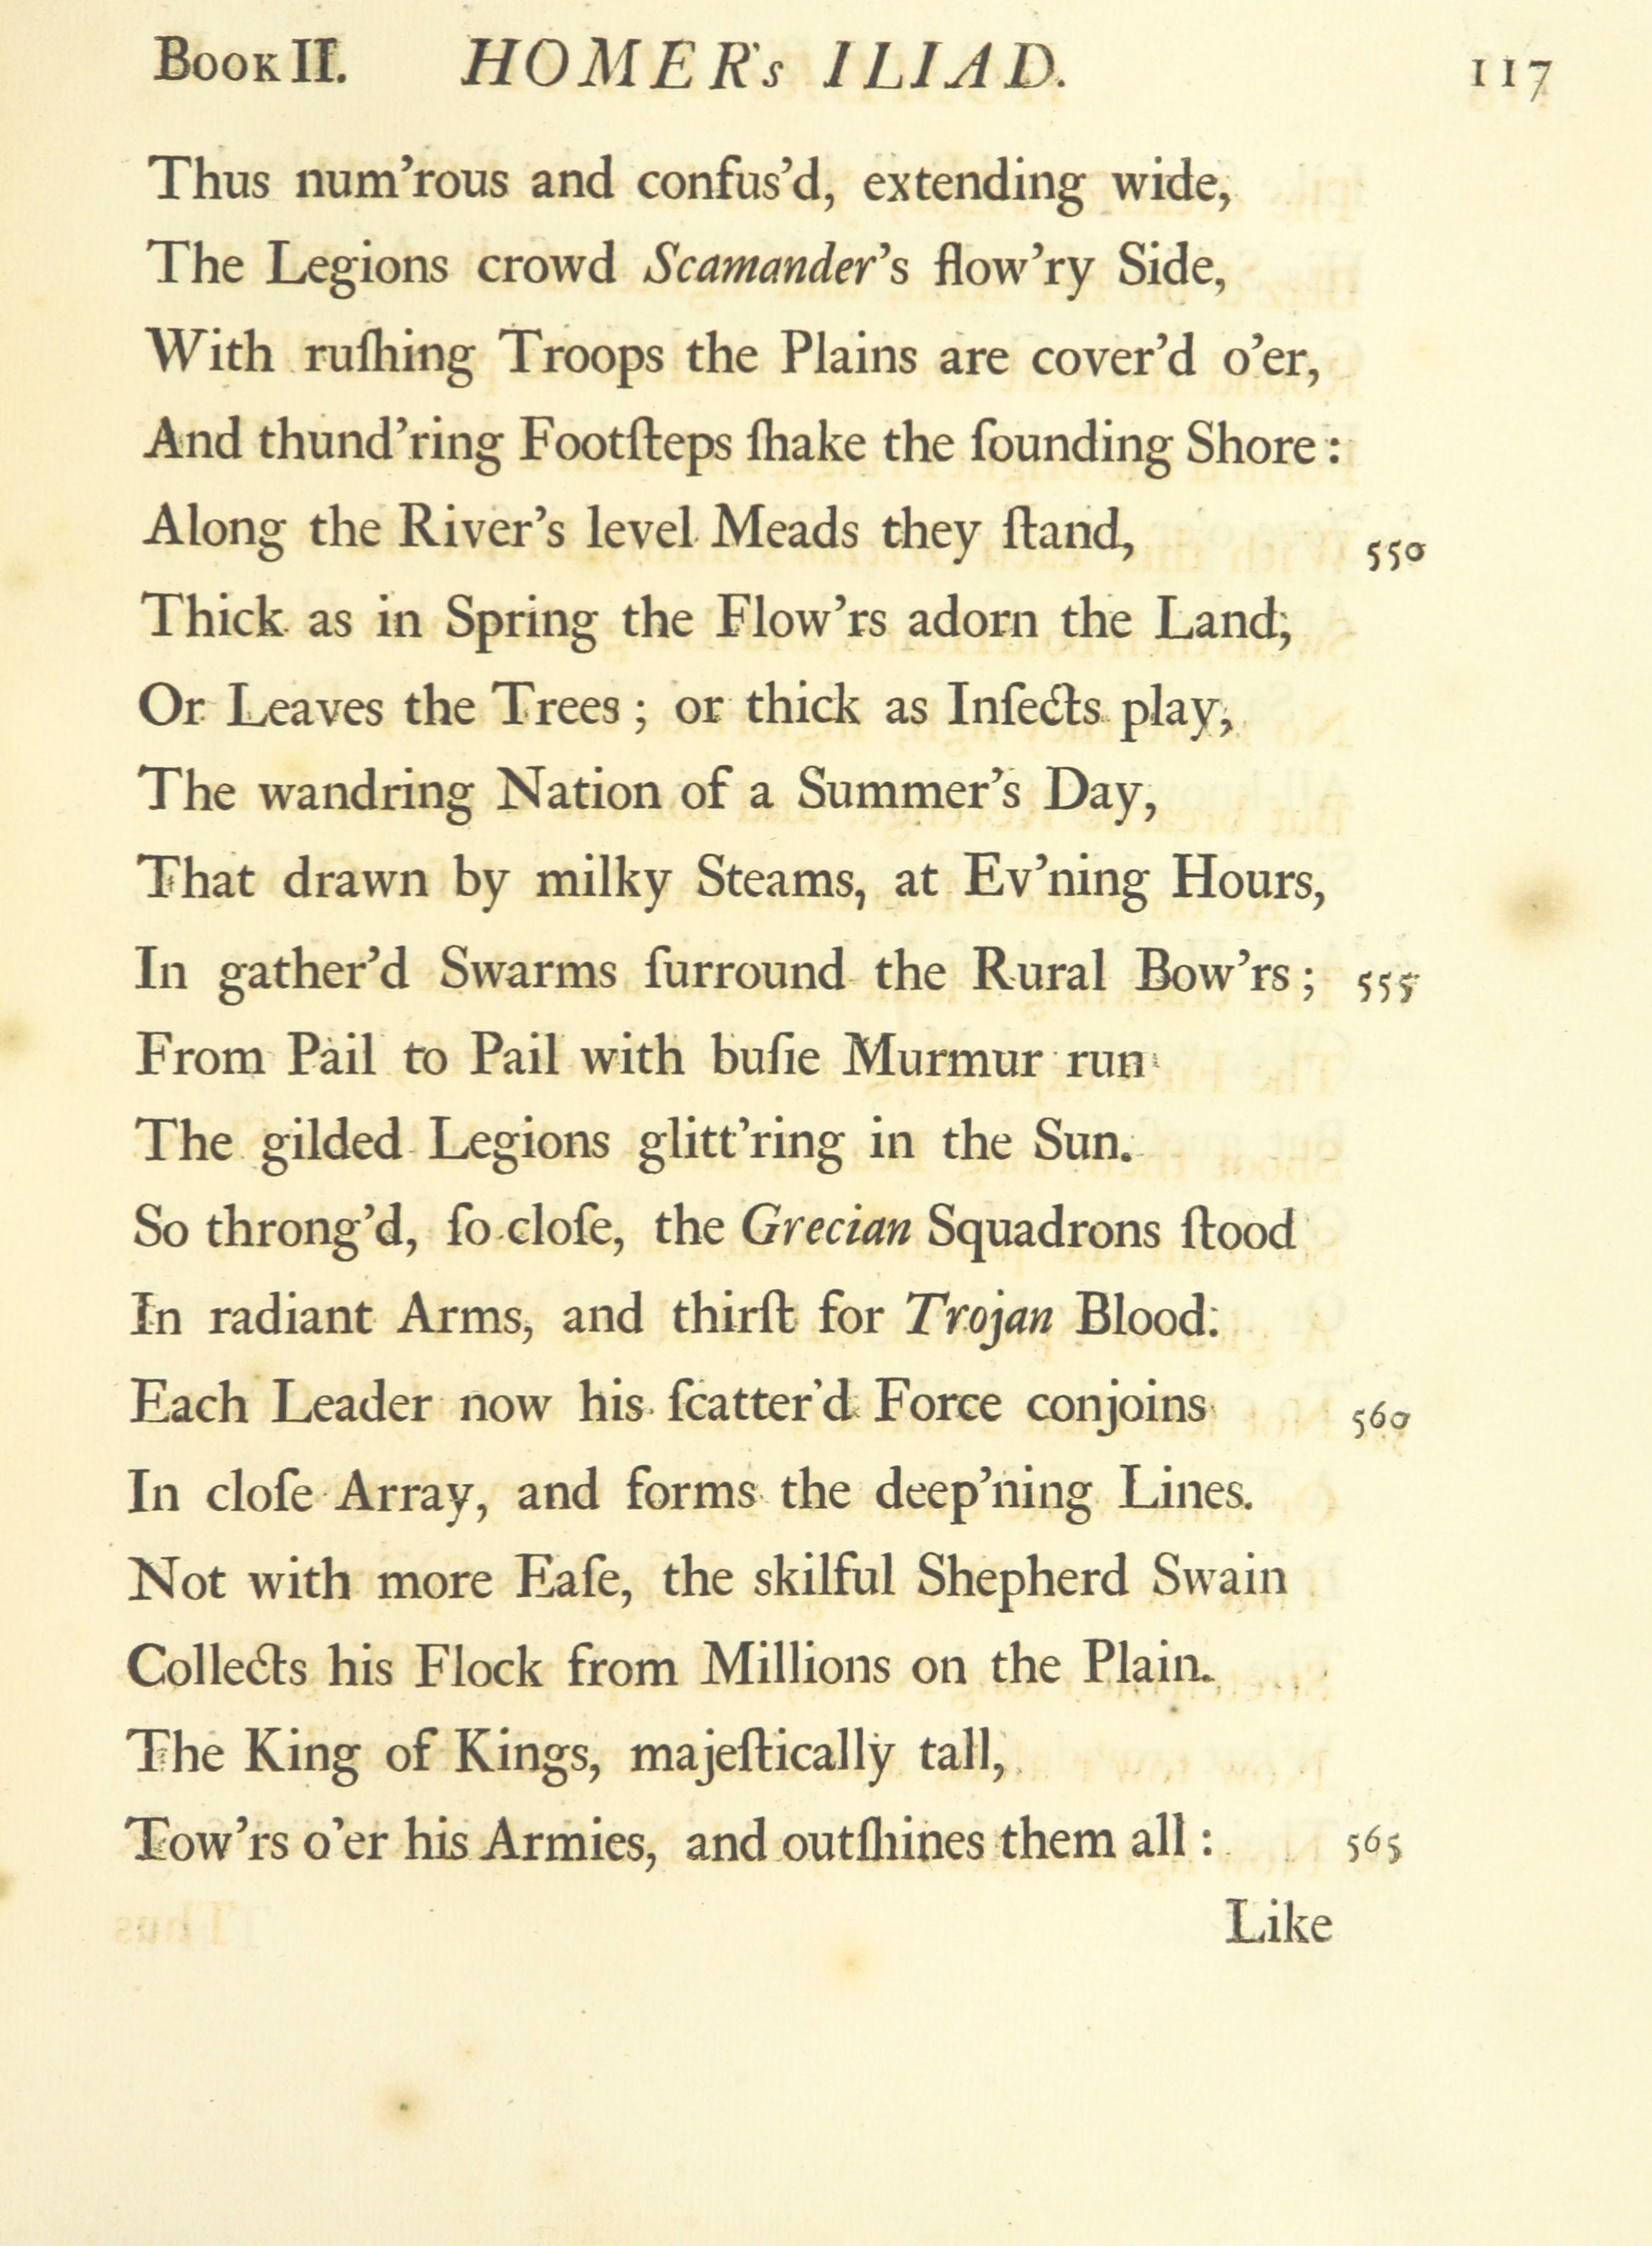 Book II. HOMER's ILIAD. 117
Thus num'rous and confus'd, extending wide,
The Legions crowd Scamander's flow'ry Side,
With ruſhing Troops the Plains are cover'd o'er,
And thund'ring Footſteps ſhake the ſounding Shore:
Along the River's level Meads they ſtand, 550
Thick as in Spring the Flow'rs adorn the Land;
Or Leaves the Trees; or thick as Inſects play,
The wandring Nation of a Summer's Day,
That drawn by milky Steams, at Ev'ning Hours,
In gather'd Swarms ſurround the Rural Bow'rs; 555
From Pail to Pail with buſie Murmur run
The gilded Legions glitt'ring in the Sun.
So throng'd, ſo cloſe, the Grecian Squadrons ſtood
In radiant Arms, and thirſt for Trojan Blood.
Each Leader now his ſcatter'd Force conjoins 560
In cloſe Array, and forms the deep'ning Lines.
Not with more Eaſe, the skilful Shepherd Swain
Collects his Flock from Millions on the Plain.
The King of Kings, majeſtically tall,
Tow'rs o'er his Armies, and outſhines them all: 565
Like